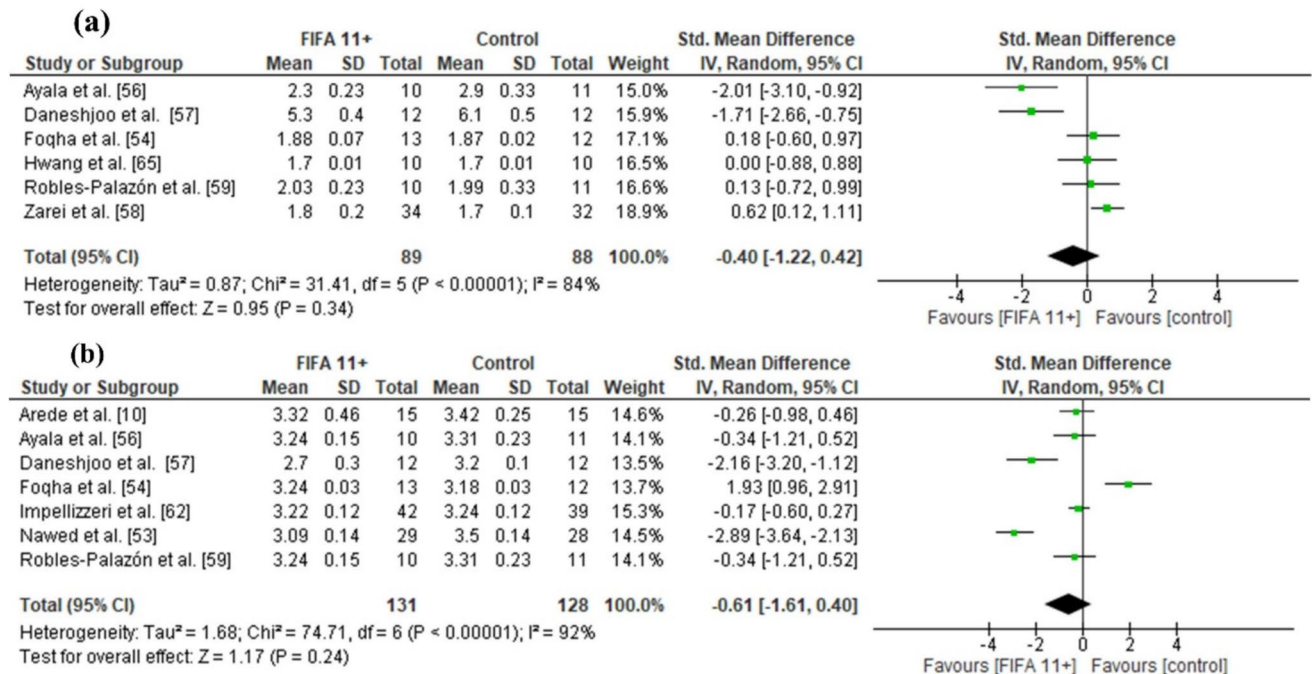 (a)
FIFA 11+ Control Std. Mean Difference Std. Mean Difference
Study or Subgroup Mean SD Total Mean SD Total Weight IV, Random, 95% CI IV, Random, 95% CI
Ayala et al. [56] 2.3 0.23 10 2.9 0.33 11 15.0% -2.01 [-3.10, -0.92]
Daneshjoo et al. [57] 5.3 0.4 12 6.1 0.5 12 15.9% -1.71 [-2.66, -0.75]
Foqha et al. [54] 1.88 0.07 13 1.87 0.02 12 17.1% 0.18 [-0.60, 0.97]
Hwang et al. [65] 1.7 0.01 10 1.7 0.01 10 16.5% 0.00 [-0.88, 0.88]
Robles-Palazón et al. [59] 2.03 0.23 10 1.99 0.33 11 16.6% 0.13 [-0.72, 0.99]
Zarei et al. [58] 1.8 0.2 34 1.7 0.1 32 18.9% 0.62 [0.12, 1.11]
Total (95% CI) 89 88 100.0% -0.40 [-1.22, 0.42]
Heterogeneity: Tau² = 0.87; Chi² = 31.41, df = 5 (P < 0.00001); I² = 84%
Test for overall effect: Z = 0.95 (P = 0.34)
-4 -2 0 2 4
Favours [FIFA 11+] Favours [control]
(b)
FIFA 11+ Control Std. Mean Difference Std. Mean Difference
Study or Subgroup Mean SD Total Mean SD Total Weight IV, Random, 95% CI IV, Random, 95% CI
Arede et al. [10] 3.32 0.46 15 3.42 0.25 15 14.6% -0.26 [-0.98, 0.46]
Ayala et al. [56] 3.24 0.15 10 3.31 0.23 11 14.1% -0.34 [-1.21, 0.52]
Daneshjoo et al. [57] 2.7 0.3 12 3.2 0.1 12 13.5% -2.16 [-3.20, -1.12]
Foqha et al. [54] 3.24 0.03 13 3.18 0.03 12 13.7% 1.93 [0.96, 2.91]
Impellizzeri et al. [62] 3.22 0.12 42 3.24 0.12 39 15.3% -0.17 [-0.60, 0.27]
Nawed et al. [53] 3.09 0.14 29 3.5 0.14 28 14.5% -2.89 [-3.64, -2.13]
Robles-Palazón et al. [59] 3.24 0.15 10 3.31 0.23 11 14.1% -0.34 [-1.21, 0.52]
Total (95% CI) 131 128 100.0% -0.61 [-1.61, 0.40]
Heterogeneity: Tau² = 1.68; Chi² = 74.71, df = 6 (P < 0.00001); I² = 92%
Test for overall effect: Z = 1.17 (P = 0.24)
-4 -2 0 2 4
Favours [FIFA 11+] Favours [control]